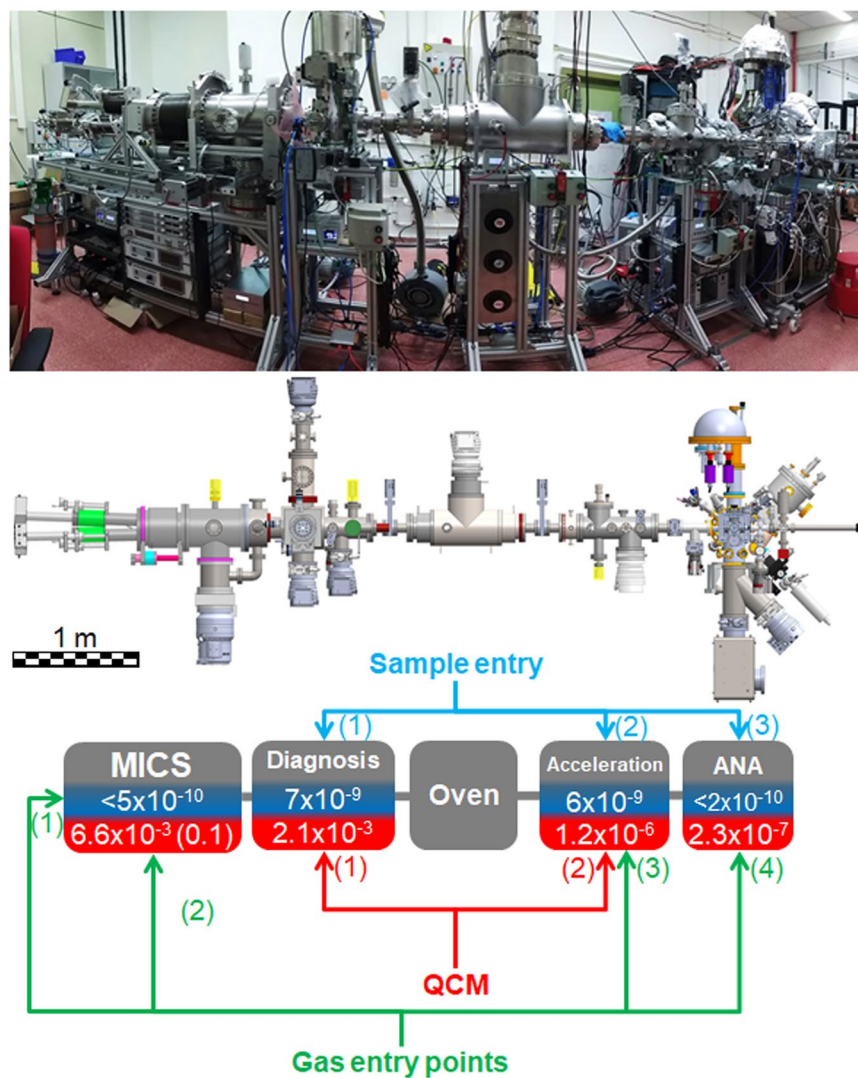 1 m
Sample entry
(1) (2) (3)
MICS Diagnosis Oven Acceleration ANA
<5x10⁻¹⁰ 7x10⁻⁹ 6x10⁻⁹ <2x10⁻¹⁰
(1) 6.6x10⁻³ (0.1) 2.1x10⁻³ 1.2x10⁻⁶ 2.3x10⁻⁷
(2) (1) (2) (3) (4)
QCM
Gas entry points